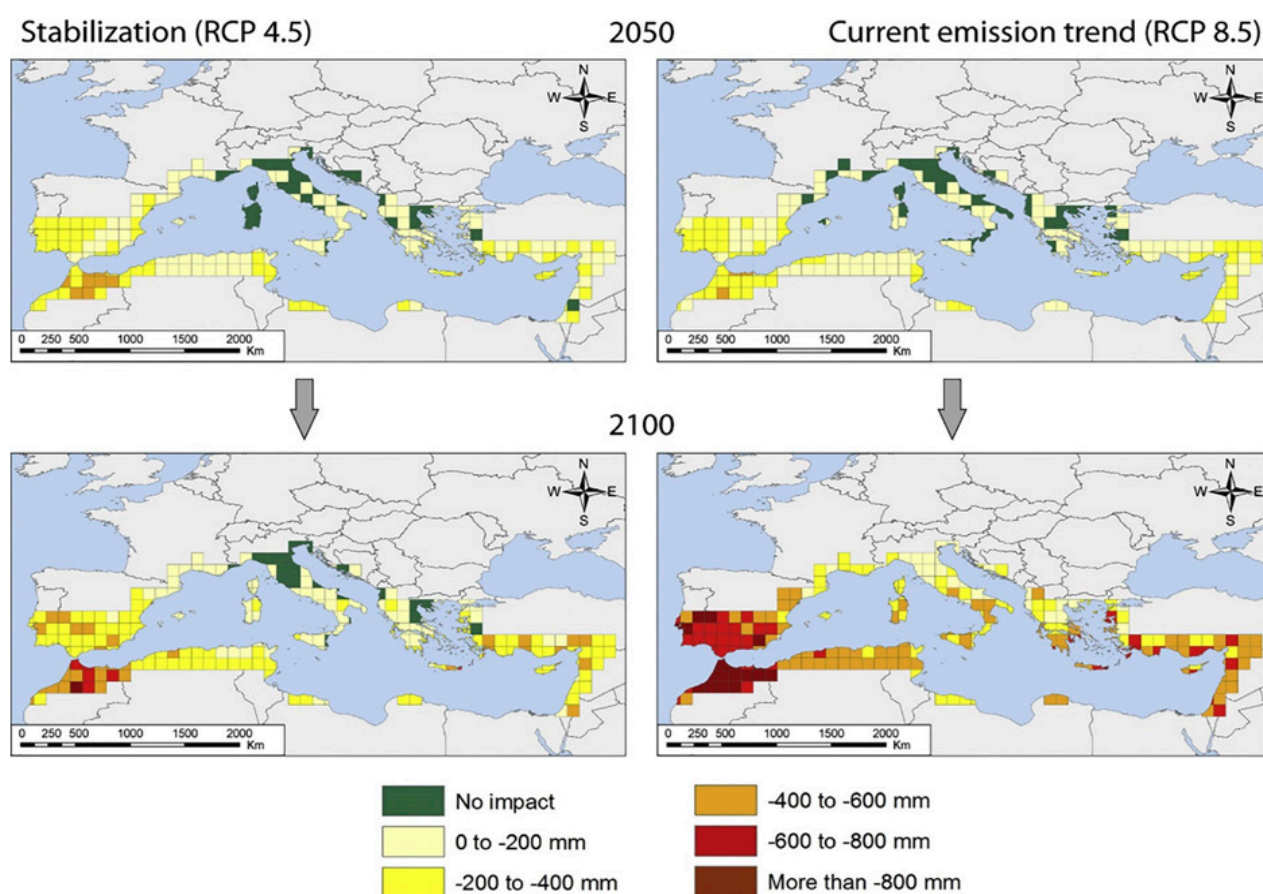 Stabilization (RCP 4.5)
2050
Current emission trend (RCP 8.5)
N
W E
S
N
W E
S
0 250 500 1000 1500 2000
Km
0 250 500 1000 1500 2000
Km
2100
N
W E
S
N
W E
S
0 250 500 1000 1500 2000
Km
0 250 500 1000 1500 2000
Km
No impact
0 to -200 mm
-200 to -400 mm
-400 to -600 mm
-600 to -800 mm
More than -800 mm